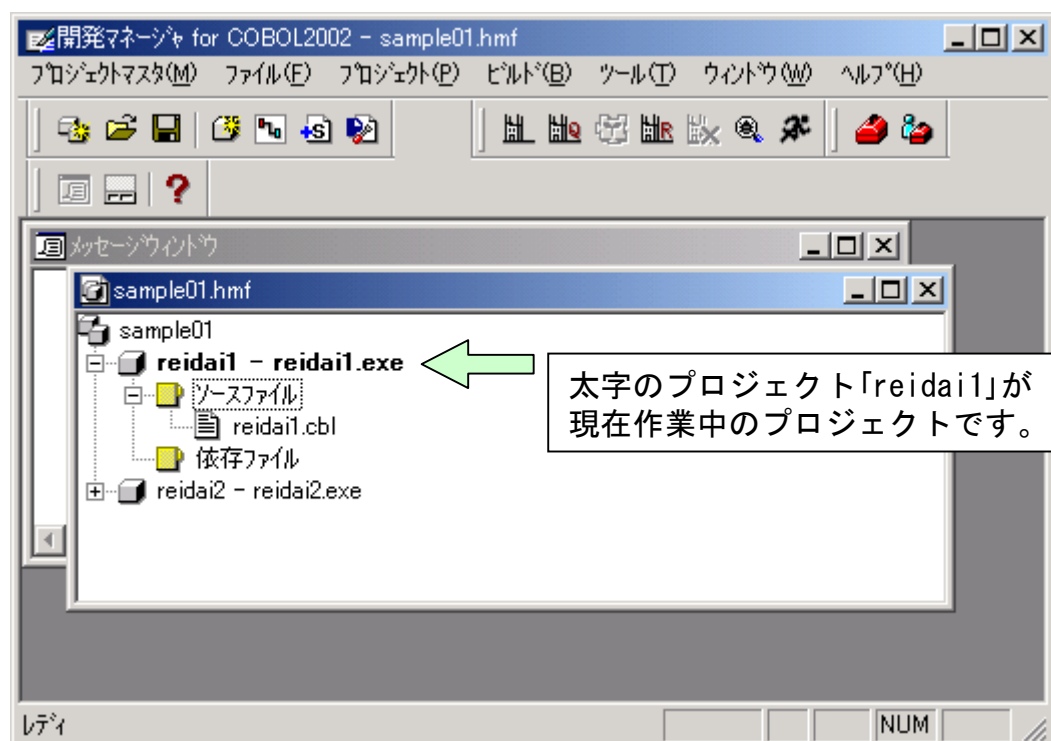 開発ﾏﾈｰｼﾞｬ for COBOL2002 - sample01.hmf
ﾌﾟﾛｼﾞｪｸﾄﾏｽﾀ(M) ﾌｧｲﾙ(F) ﾌﾟﾛｼﾞｪｸﾄ(P) ﾋﾞﾙﾄﾞ(B) ﾂｰﾙ(T) ｳｨﾝﾄﾞｳ(W) ﾍﾙﾌﾟ(H)
ﾒｯｾｰｼﾞｳｨﾝﾄﾞｳ
sample01.hmf
sample01
reidai1 - reidai1.exe
ｿｰｽﾌｧｲﾙ
reidai1.cbl
依存ﾌｧｲﾙ
reidai2 - reidai2.exe
太字のプロジェクト「reidai1」が
現在作業中のプロジェクトです。
ﾚﾃﾞｨ
NUM